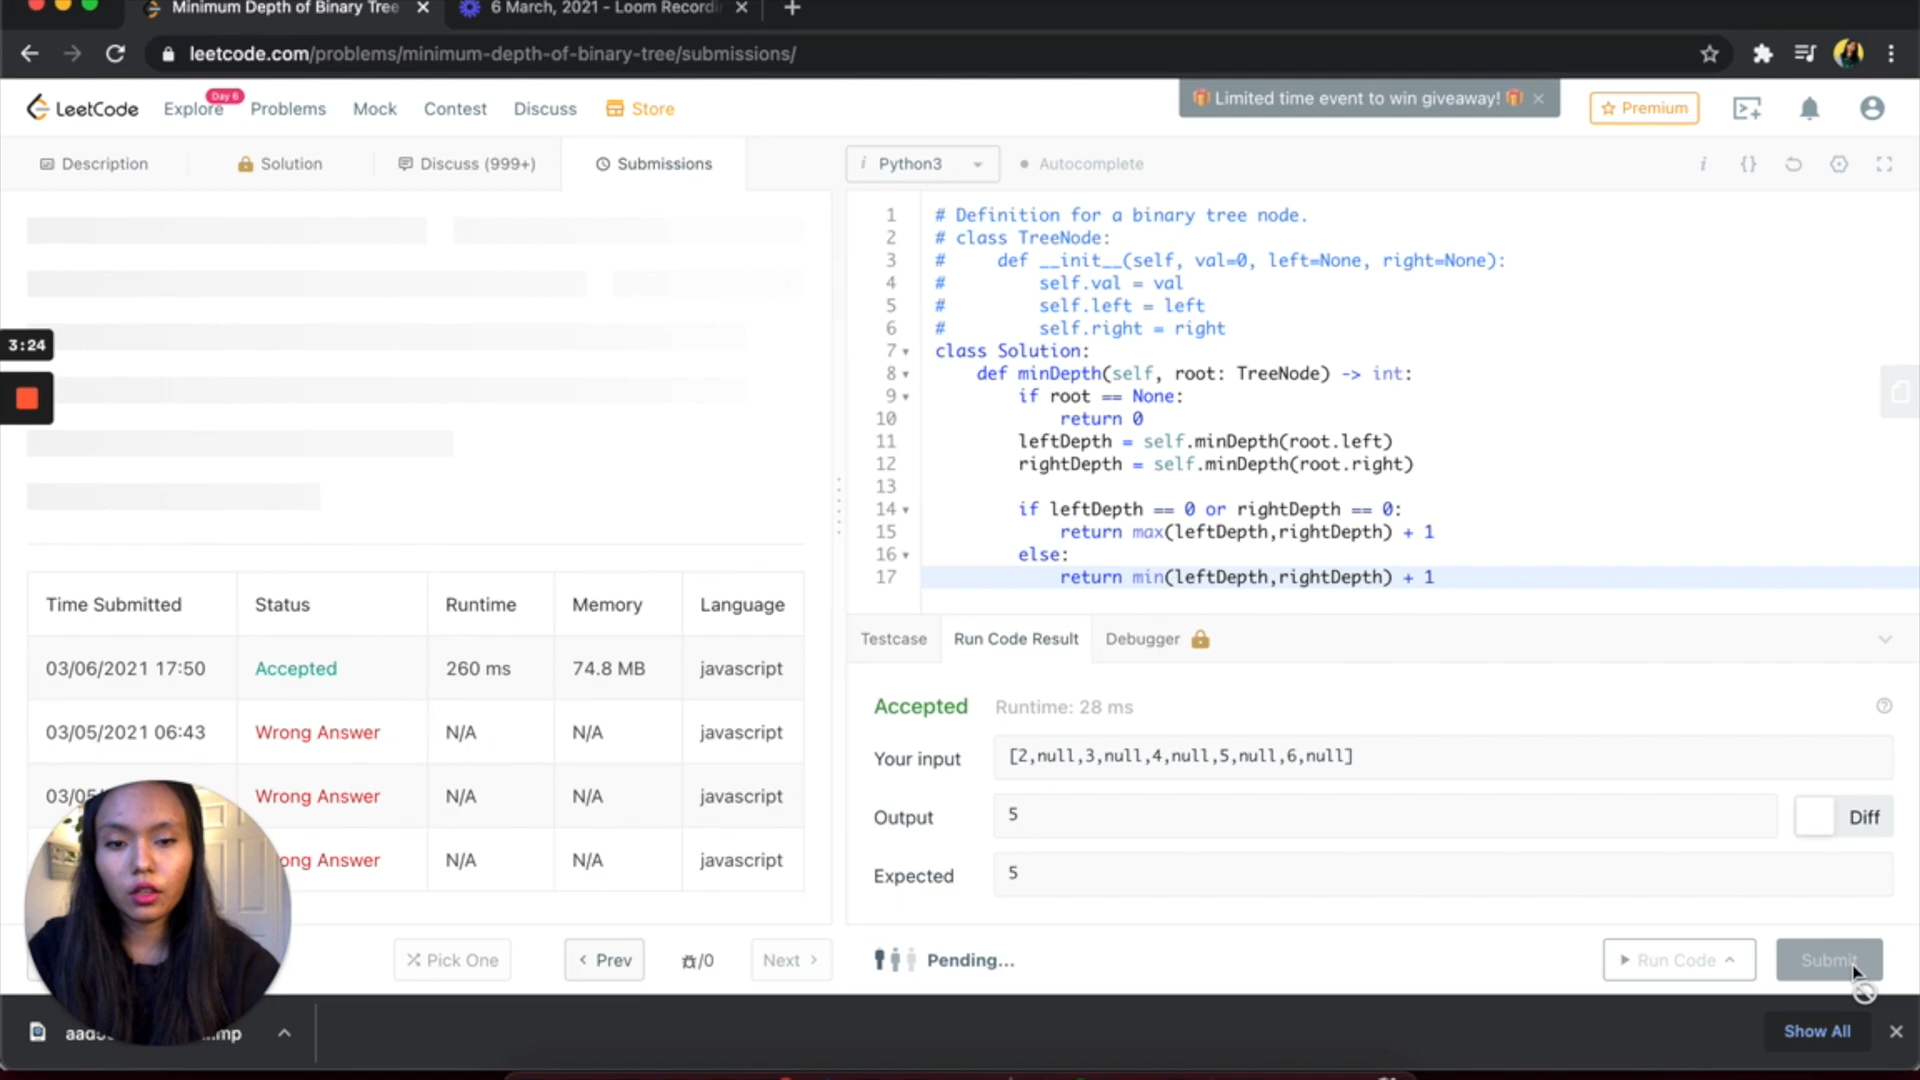 Minimum Depth of Binary Tree
6 March, 2021 - Loom Recordi
leetcode.com/problems/minimum-depth-of-binary-tree/submissions/
LeetCode
Explore
Day 6
Problems
Mock
Contest
Discuss
Store
Limited time event to win giveaway!
Premium
Description
Solution
Discuss (999+)
Submissions
i Python3
Autocomplete
3:24
1 # Definition for a binary tree node.
2 # class TreeNode:
3 #     def __init__(self, val=0, left=None, right=None):
4 #         self.val = val
5 #         self.left = left
6 #         self.right = right
7 class Solution:
8     def minDepth(self, root: TreeNode) -> int:
9         if root == None:
10             return 0
11         leftDepth = self.minDepth(root.left)
12         rightDepth = self.minDepth(root.right)
13
14         if leftDepth == 0 or rightDepth == 0:
15             return max(leftDepth,rightDepth) + 1
16         else:
17             return min(leftDepth,rightDepth) + 1
Time Submitted Status Runtime Memory Language
03/06/2021 17:50 Accepted 260 ms 74.8 MB javascript
03/05/2021 06:43 Wrong Answer N/A N/A javascript
03/05 Wrong Answer N/A N/A javascript
ong Answer N/A N/A javascript
Testcase
Run Code Result
Debugger
Accepted Runtime: 28 ms
Your input [2,null,3,null,4,null,5,null,6,null]
Output 5
Diff
Expected 5
Pick One
Prev
/0
Next
Pending...
Run Code
Submit
mp
Show All